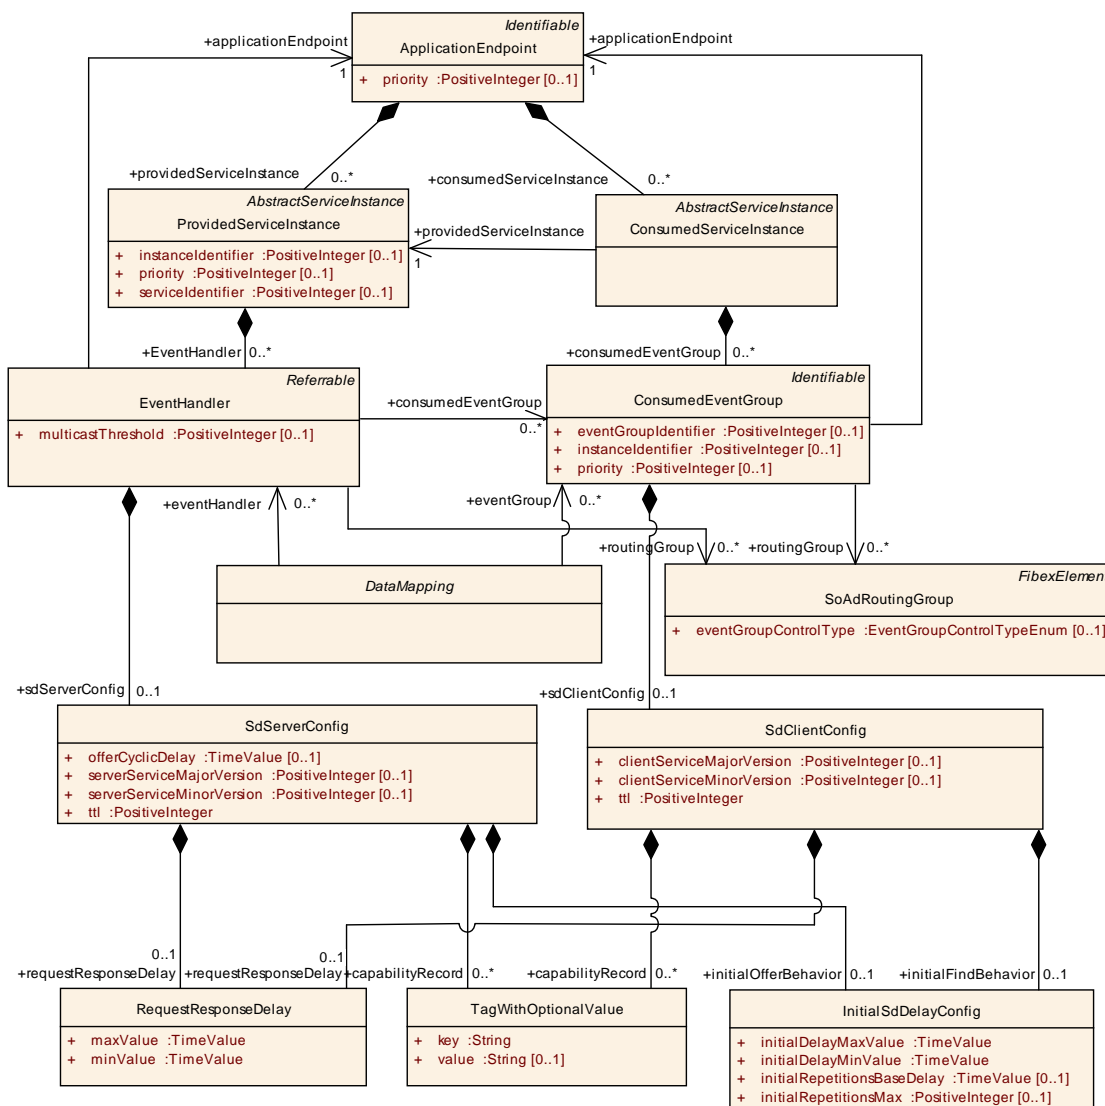 Identifiable
ApplicationEndpoint
+ priority :PositiveInteger [0..1]
+applicationEndpoint
1
+applicationEndpoint
1
+providedServiceInstance
0..*
+consumedServiceInstance
0..*
AbstractServiceInstance
ProvidedServiceInstance
+ instanceIdentifier :PositiveInteger [0..1]
+ priority :PositiveInteger [0..1]
+ serviceIdentifier :PositiveInteger [0..1]
+providedServiceInstance
1
AbstractServiceInstance
ConsumedServiceInstance
+EventHandler
0..*
+consumedEventGroup
0..*
Referrable
EventHandler
+ multicastThreshold :PositiveInteger [0..1]
+consumedEventGroup
0..*
Identifiable
ConsumedEventGroup
+ eventGroupIdentifier :PositiveInteger [0..1]
+ instanceIdentifier :PositiveInteger [0..1]
+ priority :PositiveInteger [0..1]
+eventHandler
0..*
+eventGroup
0..*
+routingGroup
0..*
+routingGroup
0..*
DataMapping
FibexElemen
SoAdRoutingGroup
+ eventGroupControlType :EventGroupControlTypeEnum [0..1]
+sdServerConfig
0..1
+sdClientConfig
0..1
SdServerConfig
+ offerCyclicDelay :TimeValue [0..1]
+ serverServiceMajorVersion :PositiveInteger [0..1]
+ serverServiceMinorVersion :PositiveInteger [0..1]
+ ttl :PositiveInteger
SdClientConfig
+ clientServiceMajorVersion :PositiveInteger [0..1]
+ clientServiceMinorVersion :PositiveInteger [0..1]
+ ttl :PositiveInteger
0..1
+requestResponseDelay
0..1
+requestResponseDelay
+capabilityRecord
0..*
+capabilityRecord
0..*
+initialOfferBehavior
0..1
+initialFindBehavior
0..1
RequestResponseDelay
+ maxValue :TimeValue
+ minValue :TimeValue
TagWithOptionalValue
+ key :String
+ value :String [0..1]
InitialSdDelayConfig
+ initialDelayMaxValue :TimeValue
+ initialDelayMinValue :TimeValue
+ initialRepetitionsBaseDelay :TimeValue [0..1]
+ initialRepetitionsMax :PositiveInteger [0..1]